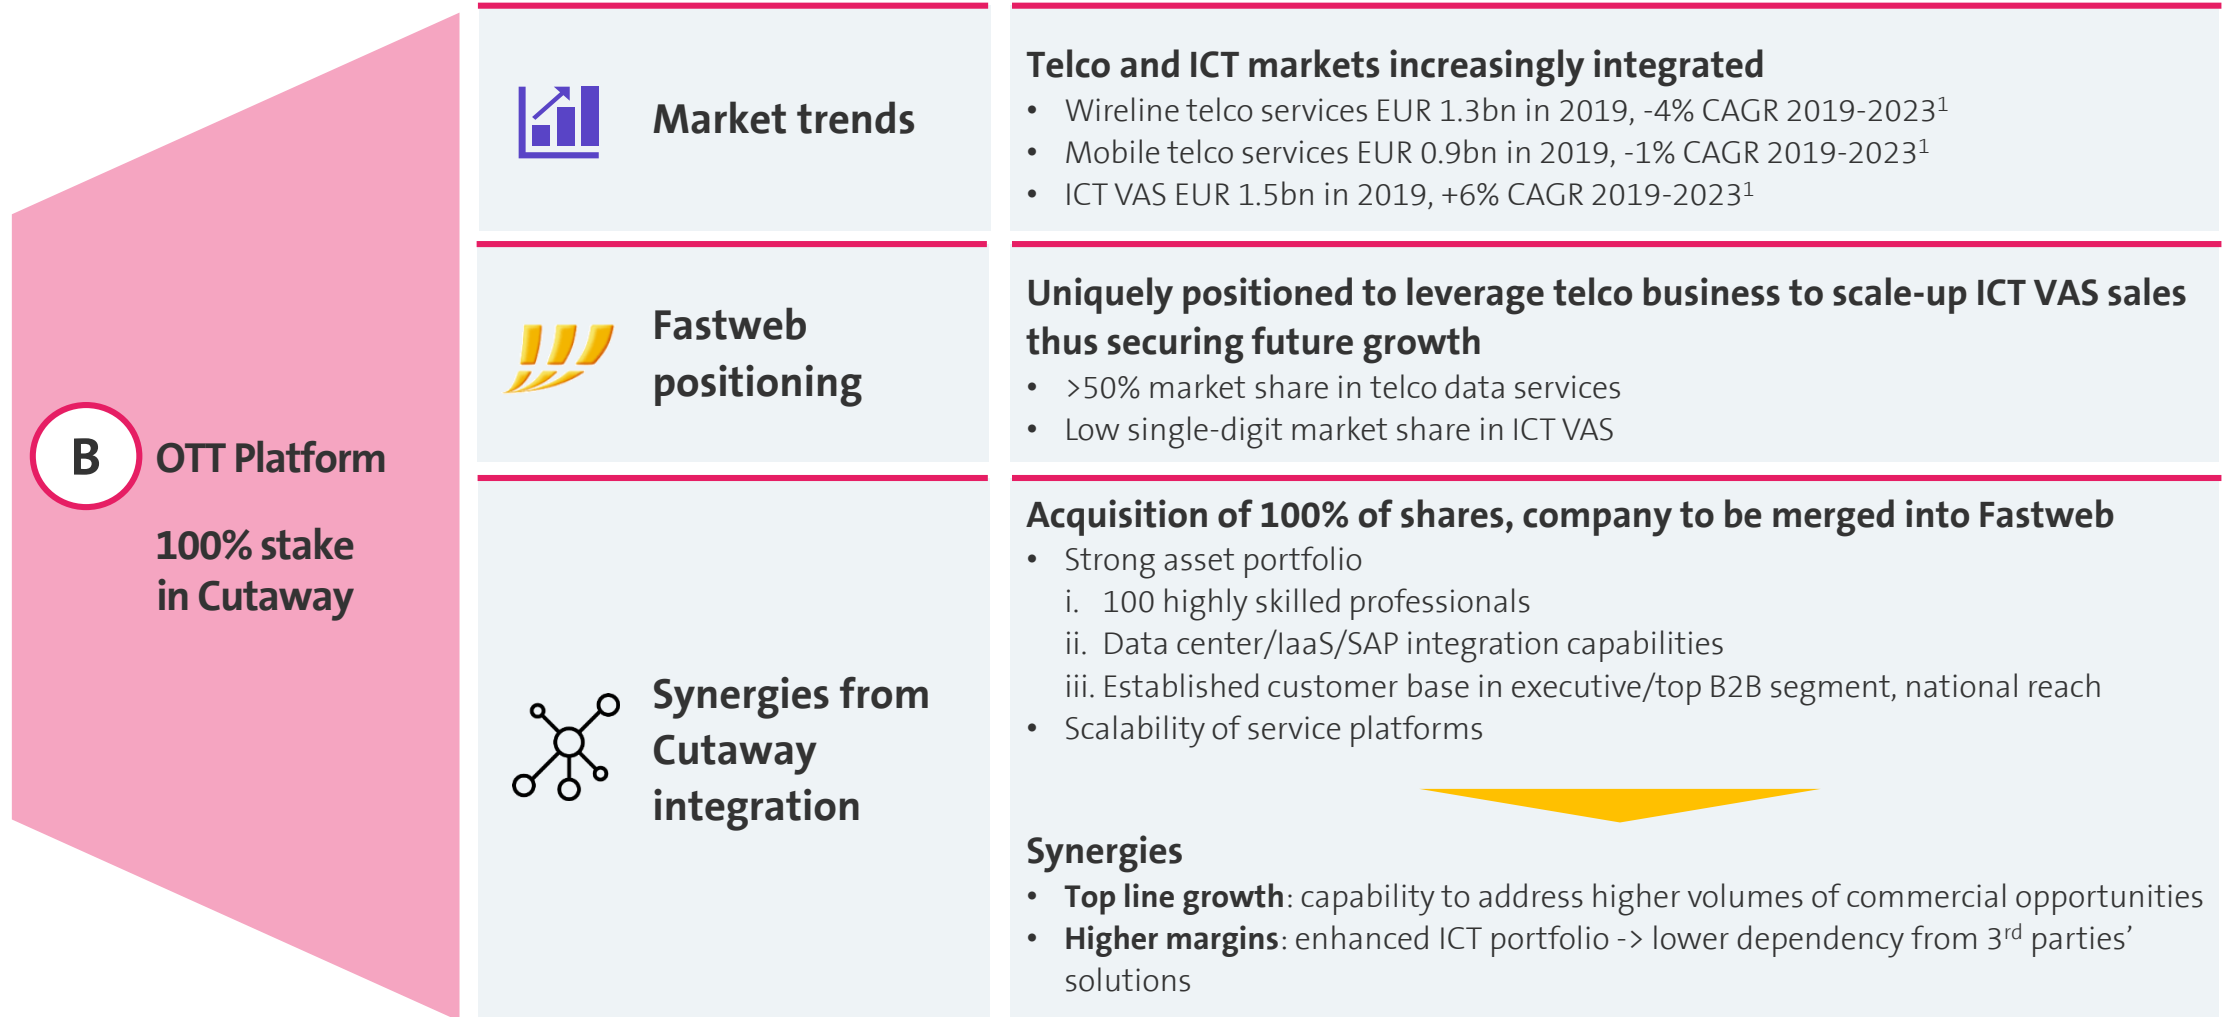 B
OTT Platform
100% stake
in Cutaway
Market trends
Telco and ICT markets increasingly integrated
• Wireline telco services EUR 1.3bn in 2019, -4% CAGR 2019-2023¹
• Mobile telco services EUR 0.9bn in 2019, -1% CAGR 2019-2023¹
• ICT VAS EUR 1.5bn in 2019, +6% CAGR 2019-2023¹
Fastweb
positioning
Uniquely positioned to leverage telco business to scale-up ICT VAS sales
thus securing future growth
• >50% market share in telco data services
• Low single-digit market share in ICT VAS
Synergies from
Cutaway
integration
Acquisition of 100% of shares, company to be merged into Fastweb
• Strong asset portfolio
i. 100 highly skilled professionals
ii. Data center/IaaS/SAP integration capabilities
iii. Established customer base in executive/top B2B segment, national reach
• Scalability of service platforms
Synergies
• Top line growth: capability to address higher volumes of commercial opportunities
• Higher margins: enhanced ICT portfolio -> lower dependency from 3rd parties’
solutions